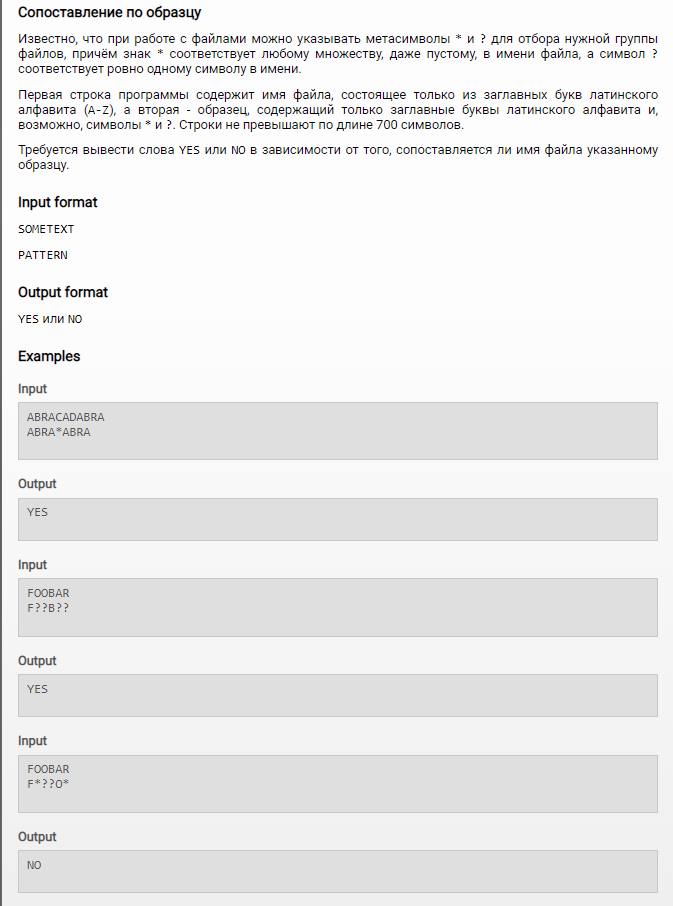 Сопоставление по образцу
Известно, что при работе с файлами можно указывать метасимволы * и ? для отбора нужной группы
файлов, причём знак * соответствует любому множеству, даже пустому, в имени файла, а символ ?
соответствует ровно одному символу в имени.
Первая строка программы содержит имя файла, состоящее только из заглавных букв латинского
алфавита (A-Z), а вторая - образец, содержащий только заглавные буквы латинского алфавита и,
возможно, символы * и ?. Строки не превышают по длине 700 символов.
Требуется вывести слова YES или NO в зависимости от того, сопоставляется ли имя файла указанному
образцу.
Input format
SOMETEXT
PATTERN
Output format
YES или NO
Examples
Input
ABRACADABRA
ABRA*ABRA
Output
YES
Input
FOOBAR
F??B??
Output
YES
Input
FOOBAR
F*??O*
Output
NO